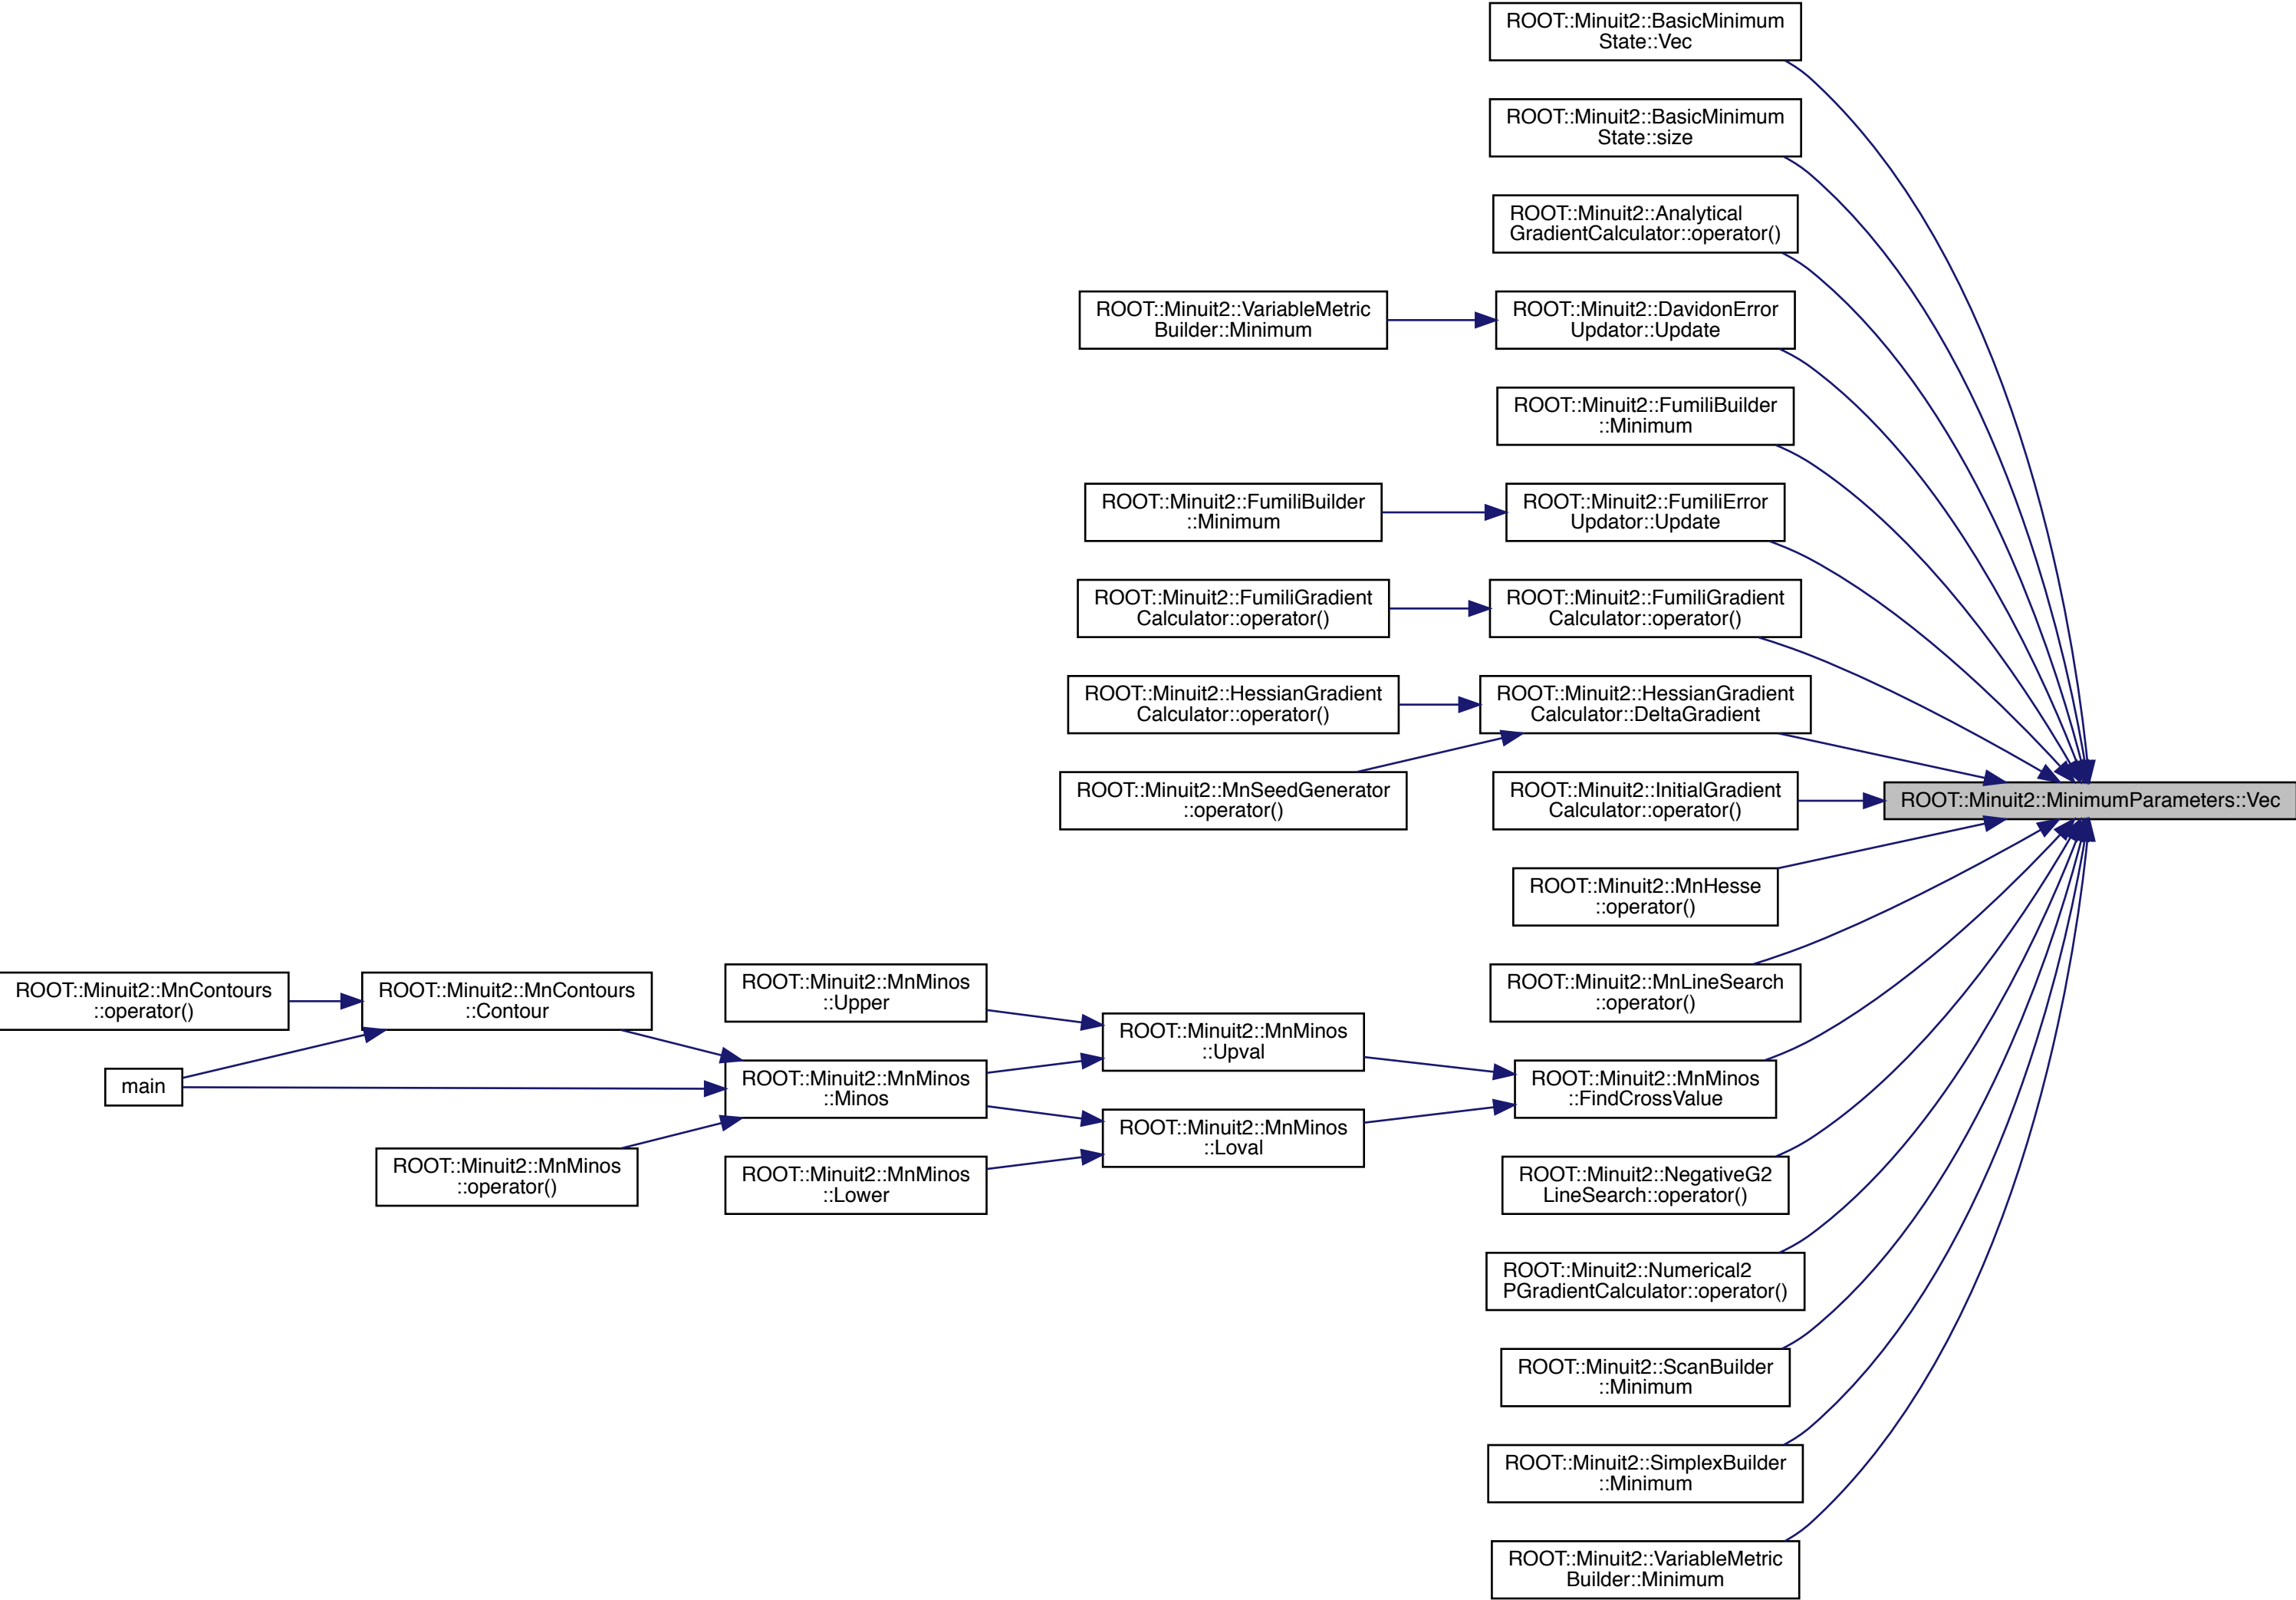 ROOT::Minuit2::BasicMinimum
State::Vec
ROOT::Minuit2::BasicMinimum
State::size
ROOT::Minuit2::Analytical
GradientCalculator::operator()
ROOT::Minuit2::VariableMetric
Builder::Minimum
ROOT::Minuit2::DavidonError
Updator::Update
ROOT::Minuit2::FumiliBuilder
::Minimum
ROOT::Minuit2::FumiliBuilder
::Minimum
ROOT::Minuit2::FumiliError
Updator::Update
ROOT::Minuit2::FumiliGradient
Calculator::operator()
ROOT::Minuit2::FumiliGradient
Calculator::operator()
ROOT::Minuit2::HessianGradient
Calculator::operator()
ROOT::Minuit2::HessianGradient
Calculator::DeltaGradient
ROOT::Minuit2::MnSeedGenerator
::operator()
ROOT::Minuit2::InitialGradient
Calculator::operator()
ROOT::Minuit2::MinimumParameters::Vec
ROOT::Minuit2::MnHesse
::operator()
ROOT::Minuit2::MnContours
::operator()
ROOT::Minuit2::MnContours
::Contour
ROOT::Minuit2::MnMinos
::Upper
ROOT::Minuit2::MnLineSearch
::operator()
ROOT::Minuit2::MnMinos
::Upval
main
ROOT::Minuit2::MnMinos
::Minos
ROOT::Minuit2::MnMinos
::FindCrossValue
ROOT::Minuit2::MnMinos
::Loval
ROOT::Minuit2::MnMinos
::operator()
ROOT::Minuit2::MnMinos
::Lower
ROOT::Minuit2::NegativeG2
LineSearch::operator()
ROOT::Minuit2::Numerical2
PGradientCalculator::operator()
ROOT::Minuit2::ScanBuilder
::Minimum
ROOT::Minuit2::SimplexBuilder
::Minimum
ROOT::Minuit2::VariableMetric
Builder::Minimum